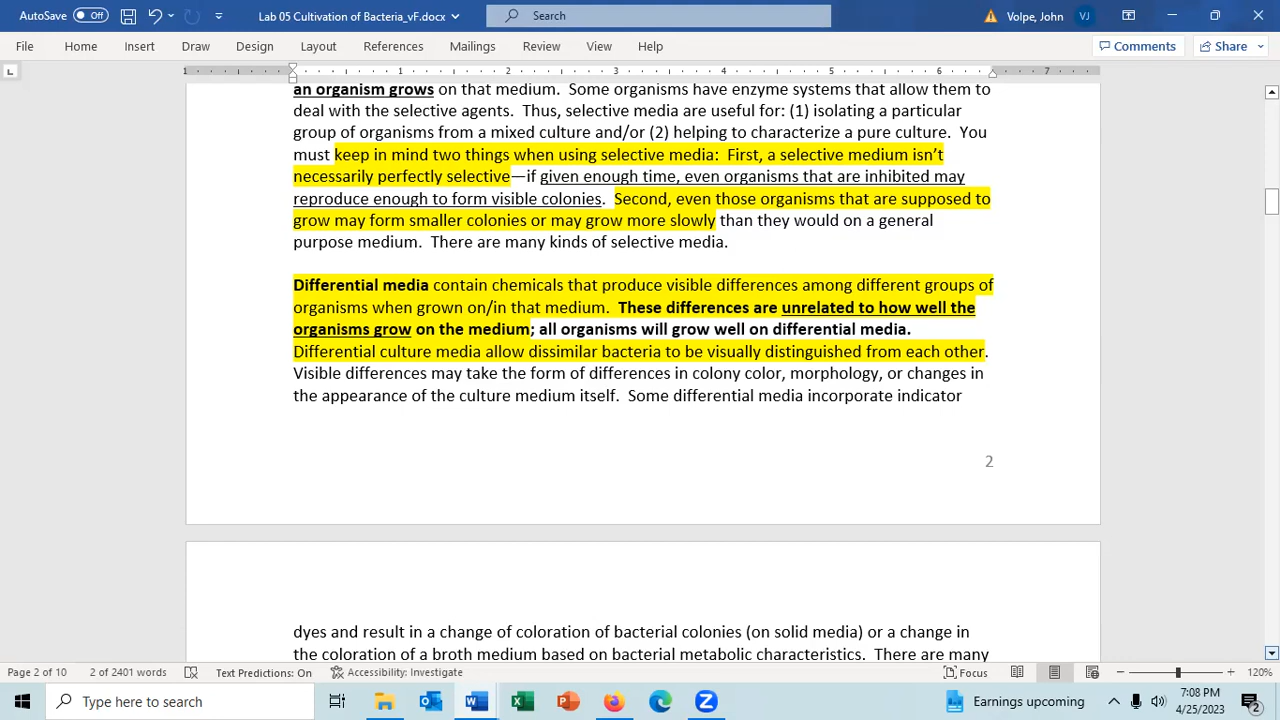 AutoSave Off Lab 05 Cultivation of Bacteria_vF.docx Search Volpe, John VJ
File Home Insert Draw Design Layout References Mailings Review View Help Comments Share
1 1 2 3 4 5 6 7
an organism grows on that medium.  Some organisms have enzyme systems that allow them to
deal with the selective agents.  Thus, selective media are useful for: (1) isolating a particular
group of organisms from a mixed culture and/or (2) helping to characterize a pure culture.  You
must keep in mind two things when using selective media:  First, a selective medium isn't
necessarily perfectly selective—if given enough time, even organisms that are inhibited may
reproduce enough to form visible colonies.  Second, even those organisms that are supposed to
grow may form smaller colonies or may grow more slowly than they would on a general
purpose medium.  There are many kinds of selective media.
Differential media contain chemicals that produce visible differences among different groups of
organisms when grown on/in that medium.  These differences are unrelated to how well the
organisms grow on the medium; all organisms will grow well on differential media.
Differential culture media allow dissimilar bacteria to be visually distinguished from each other.
Visible differences may take the form of differences in colony color, morphology, or changes in
the appearance of the culture medium itself.  Some differential media incorporate indicator
2
dyes and result in a change of coloration of bacterial colonies (on solid media) or a change in
the coloration of a broth medium based on bacterial metabolic characteristics.  There are many
Page 2 of 10 2 of 2401 words Text Predictions: On Accessibility: Investigate Focus 120%
Type here to search Earnings upcoming 7:08 PM
4/25/2023 2